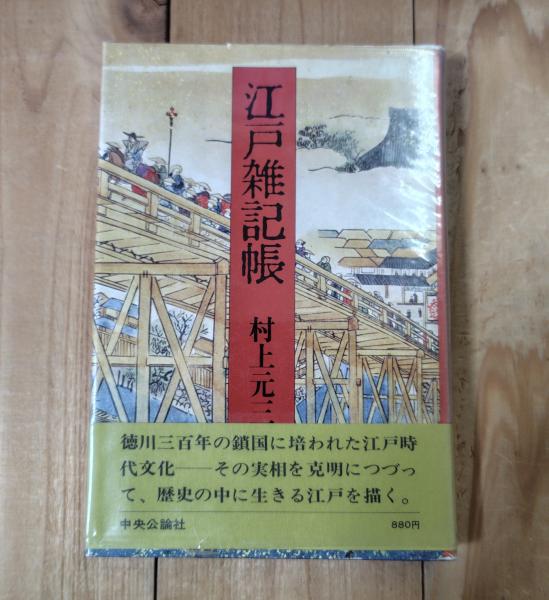 江戸雑記帳
村上元三
徳川三百年の鎖国に培われた江戸時
代文化——その実相を克明につづっ
て、歴史の中に生きる江戸を描く。
中央公論社
880円